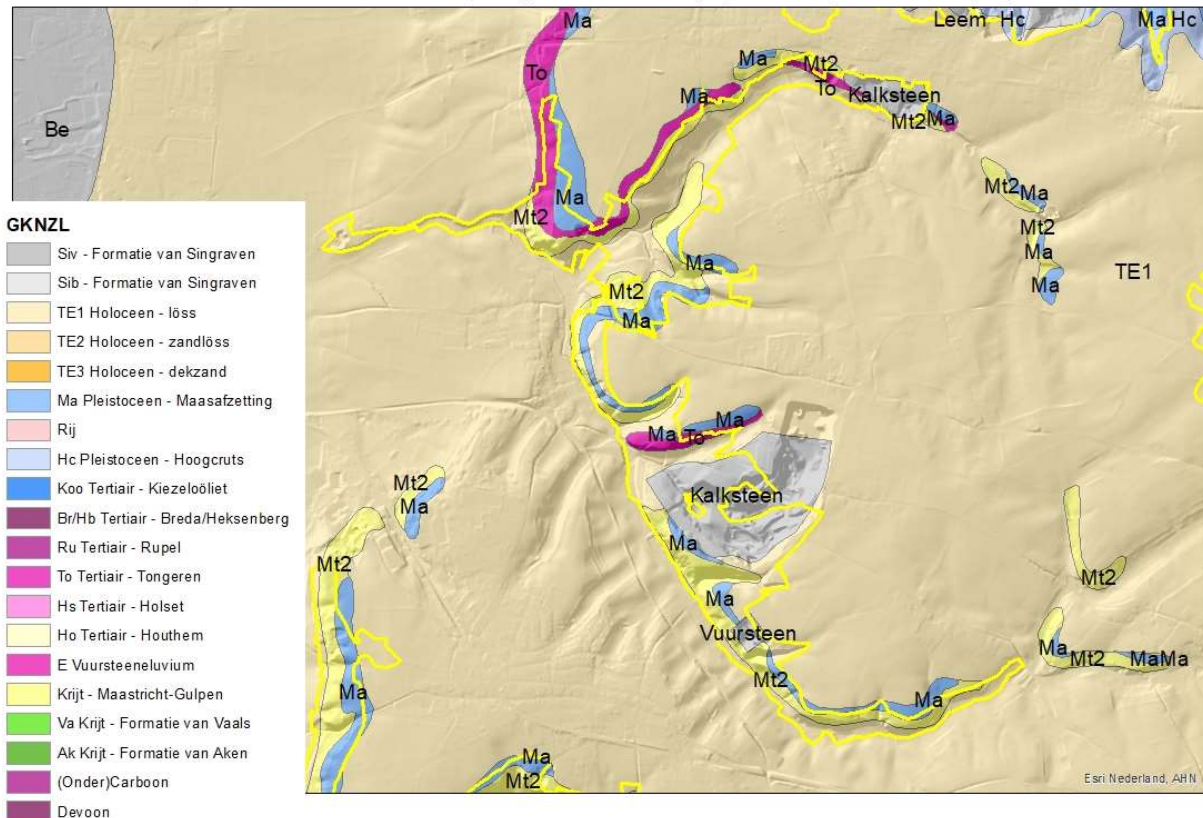 Ma
Leem Hc
Ma Hc
To
Ma
Mt2
To
Kalksteen
Ma
Mt2
Ma
Be
Mt2
Ma
Ma
Mt2
Mt2
Ma
TE1
Ma
Ma
Mt2
Ma
GKNZL
Siv - Formatie van Singraven
Sib - Formatie van Singraven
TE1 Holoceen - löss
TE2 Holoceen - zandlöss
TE3 Holoceen - dekzand
Ma Pleistoceen - Maasafzetting
Rij
Hc Pleistoceen - Hoogcruts
Koo Tertiair - Kiezeloöliet
Br/Hb Tertiair - Breda/Heksenberg
Ru Tertiair - Rupel
To Tertiair - Tongeren
Hs Tertiair - Holset
Ho Tertiair - Houthem
E Vuursteeneluvium
Krijt - Maastricht-Gulpen
Va Krijt - Formatie van Vaals
Ak Krijt - Formatie van Aken
(Onder)Carboon
Devoon
Ma To
Ma
Mt2
Ma
Kalksteen
Ma
Mt2
Mt2
Ma
Vuursteen
Ma
Mt2
MaMa
Mt2
Ma
Ma
Ma
Mt2
Esri Nederland, AHN